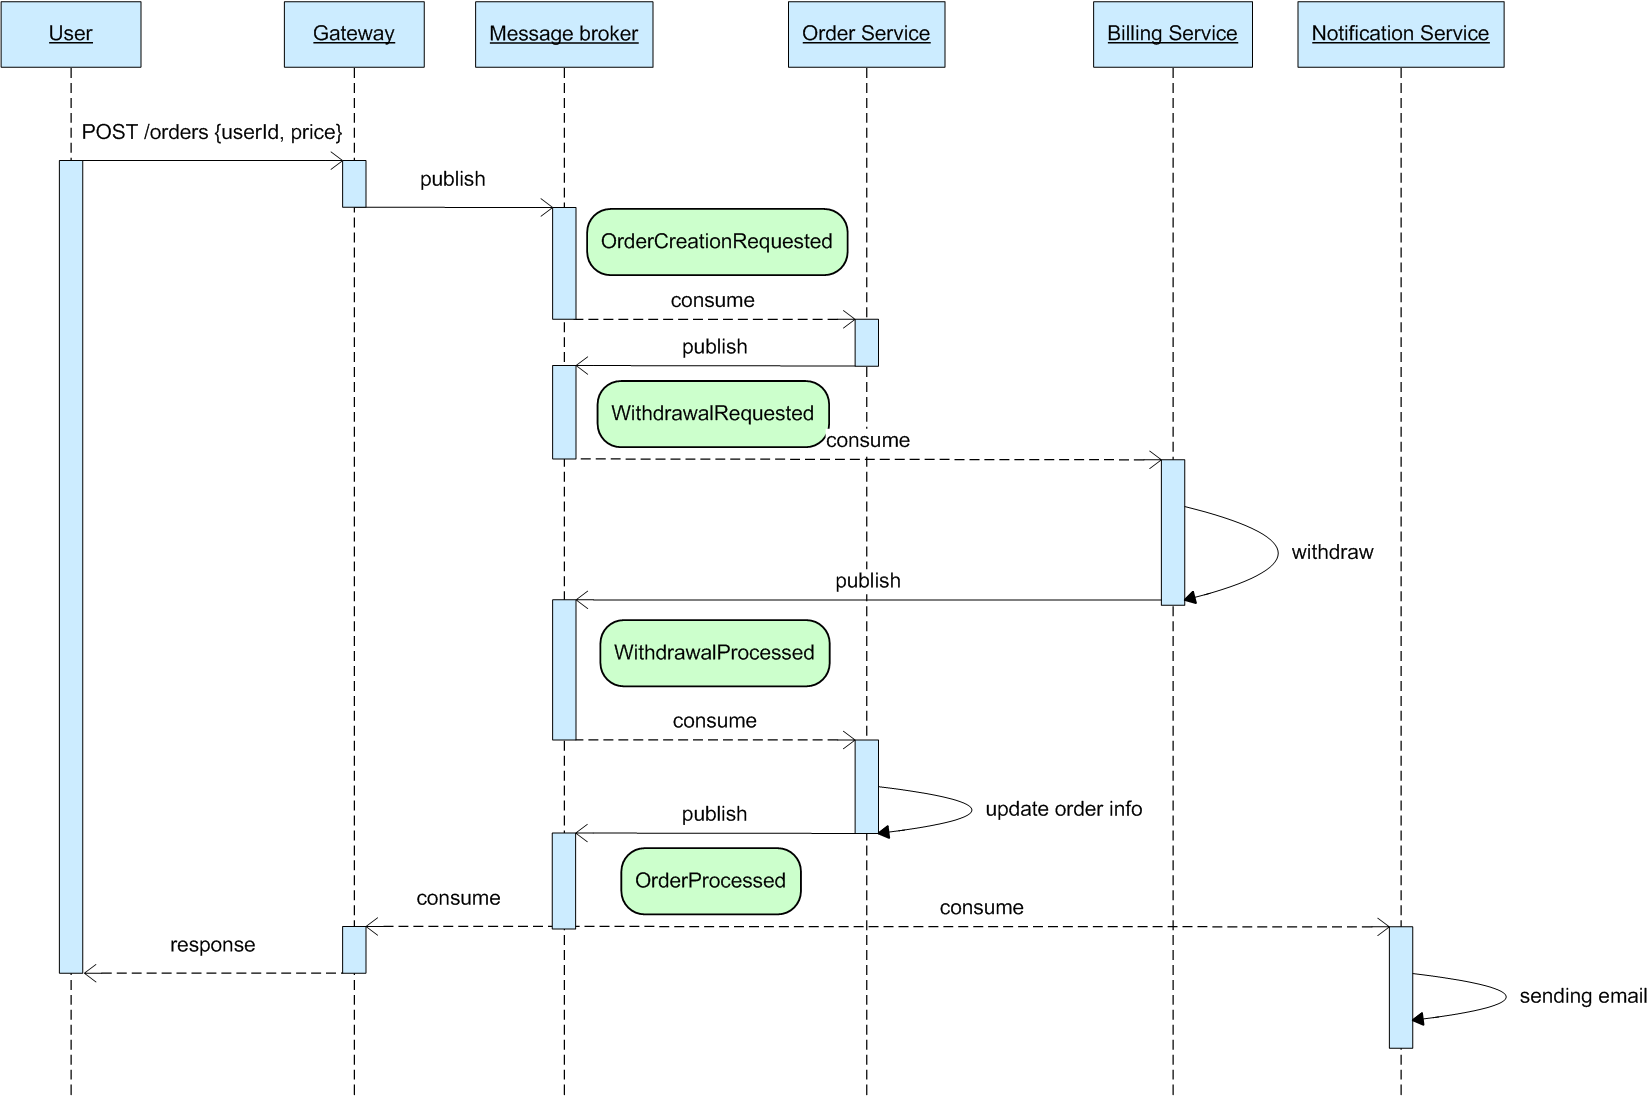 User
Gateway
Message broker
Order Service
Billing Service
Notification Service
POST /orders {userId, price}
publish
OrderCreationRequested
consume
publish
WithdrawalRequested
consume
withdraw
publish
WithdrawalProcessed
consume
update order info
publish
OrderProcessed
consume
consume
response
sending email